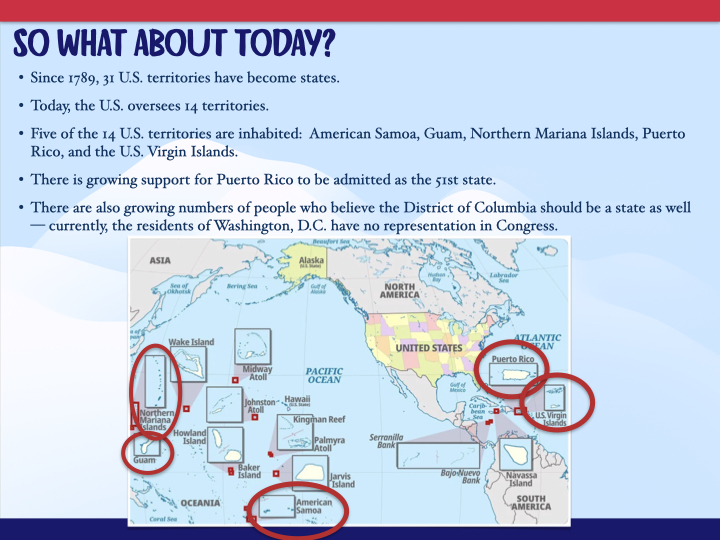 SO WHAT ABOUT TODAY?
• Since 1789, 31 U.S. territories have become states.
• Today, the U.S. oversees 14 territories.
• Five of the 14 U.S. territories are inhabited: American Samoa, Guam, Northern Mariana Islands, Puerto
Rico, and the U.S. Virgin Islands.
• There is growing support for Puerto Rico to be admitted as the 51st state.
• There are also growing numbers of people who believe the District of Columbia should be a state as well
— currently, the residents of Washington, D.C. have no representation in Congress.
Beaufort Sea
ASIA
Alaska
(U.S. State)
Sea of
Okhotsk
Bering Sea
Gulf of
Alaska
Hudson
Bay
Labrador
Sea
NORTH
AMERICA
Wake Island
Midway
Atoll
PACIFIC
OCEAN
UNITED STATES
ATLANTIC
OCEAN
Puerto Rico
Gulf of
Mexico
Northern
Mariana
Islands
Johnston
Atoll
Hawaii
(U.S. State)
Carib-
bean
Sea
U.S. Virgin
Islands
Kingman Reef
Howland
Island
Palmyra
Atoll
Serranilla
Bank
Guam
Baker
Island
Jarvis
Island
Bajo Nuevo
Bank
Navassa
Island
OCEANIA
American
Samoa
SOUTH
AMERICA
Coral Sea